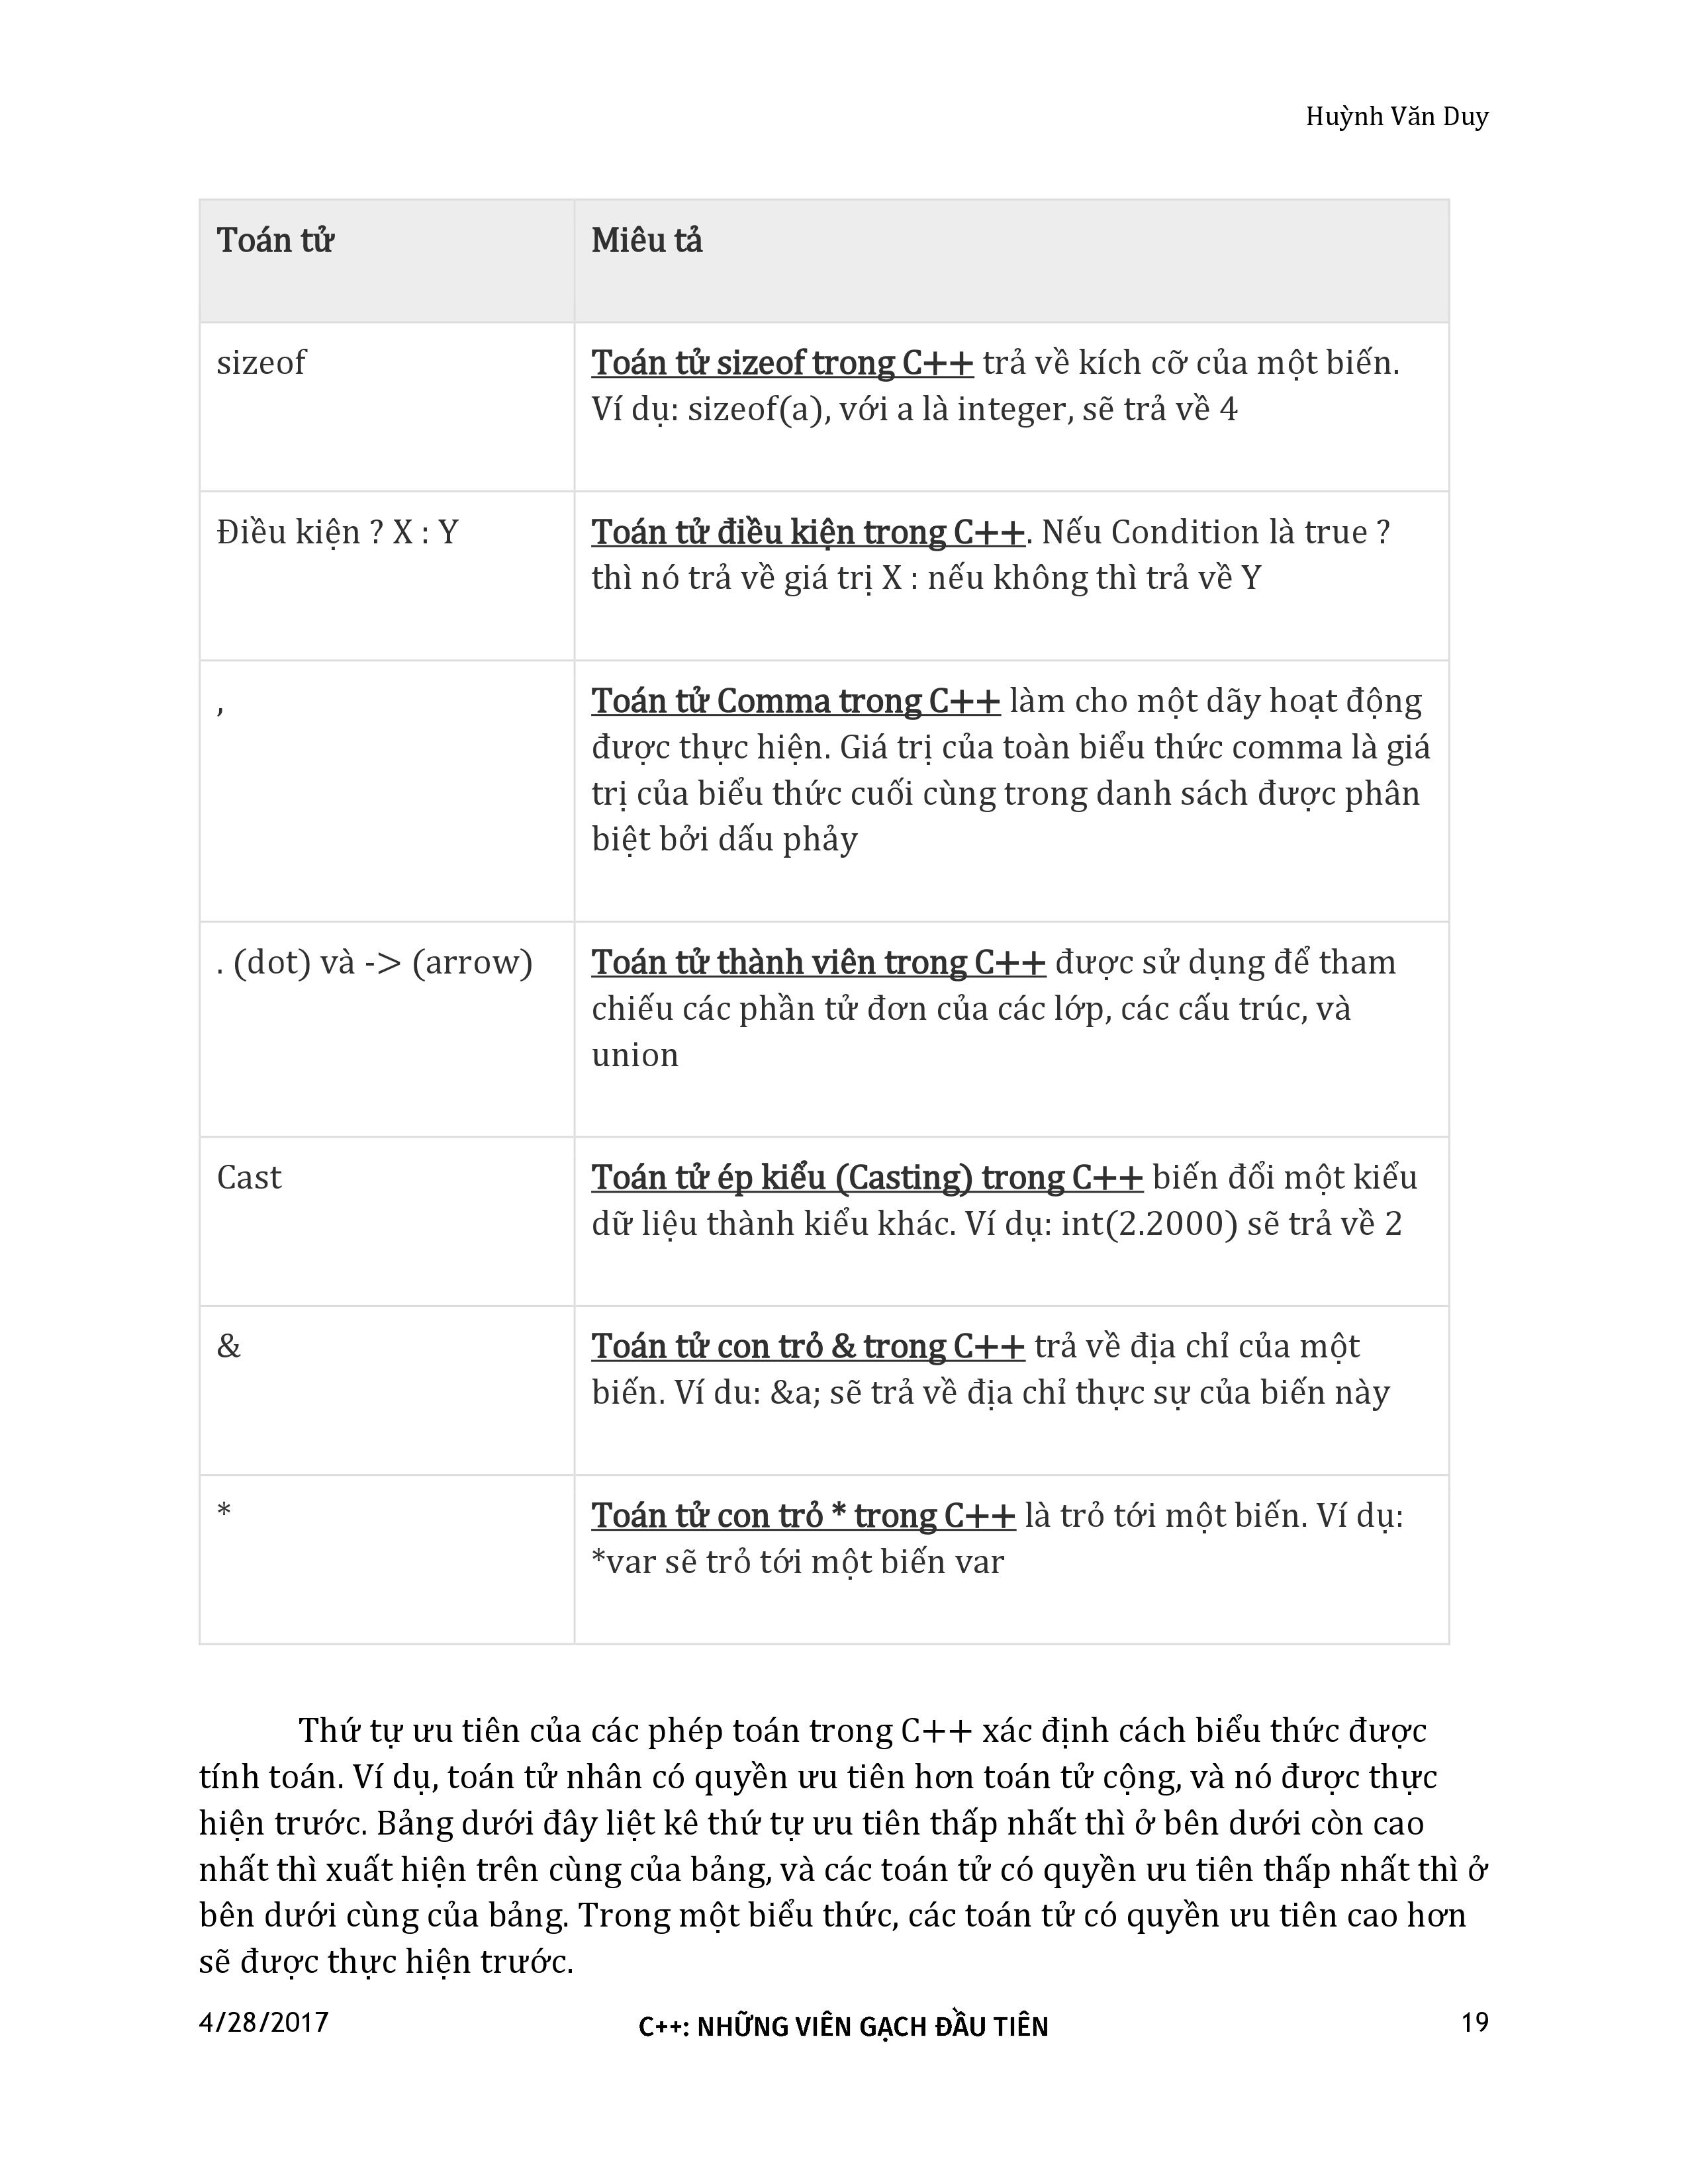 Huỳnh Văn Duy
Toán tử
Miêu tả
sizeof
Toán tử sizeof trong C++ trả về kích cỡ của một biến.
Ví dụ: sizeof(a), với a là integer, sẽ trả về 4
Điều kiện ? X : Y
Toán tử điều kiện trong C++. Nếu Condition là true ?
thì nó trả về giá trị X : nếu không thì trả về Y
,
Toán tử Comma trong C++ làm cho một dãy hoạt động
được thực hiện. Giá trị của toàn biểu thức comma là giá
trị của biểu thức cuối cùng trong danh sách được phân
biệt bởi dấu phảy
. (dot) và -> (arrow)
Toán tử thành viên trong C++ được sử dụng để tham
chiếu các phần tử đơn của các lớp, các cấu trúc, và
union
Cast
Toán tử ép kiểu (Casting) trong C++ biến đổi một kiểu
dữ liệu thành kiểu khác. Ví dụ: int(2.2000) sẽ trả về 2
&
Toán tử con trỏ & trong C++ trả về địa chỉ của một
biến. Ví du: &a; sẽ trả về địa chỉ thực sự của biến này
*
Toán tử con trỏ * trong C++ là trỏ tới một biến. Ví dụ:
*var sẽ trỏ tới một biến var
Thứ tự ưu tiên của các phép toán trong C++ xác định cách biểu thức được
tính toán. Ví dụ, toán tử nhân có quyền ưu tiên hơn toán tử cộng, và nó được thực
hiện trước. Bảng dưới đây liệt kê thứ tự ưu tiên thấp nhất thì ở bên dưới còn cao
nhất thì xuất hiện trên cùng của bảng, và các toán tử có quyền ưu tiên thấp nhất thì ở
bên dưới cùng của bảng. Trong một biểu thức, các toán tử có quyền ưu tiên cao hơn
sẽ được thực hiện trước.
4/28/2017
C++: NHỮNG VIÊN GẠCH ĐẦU TIÊN
19